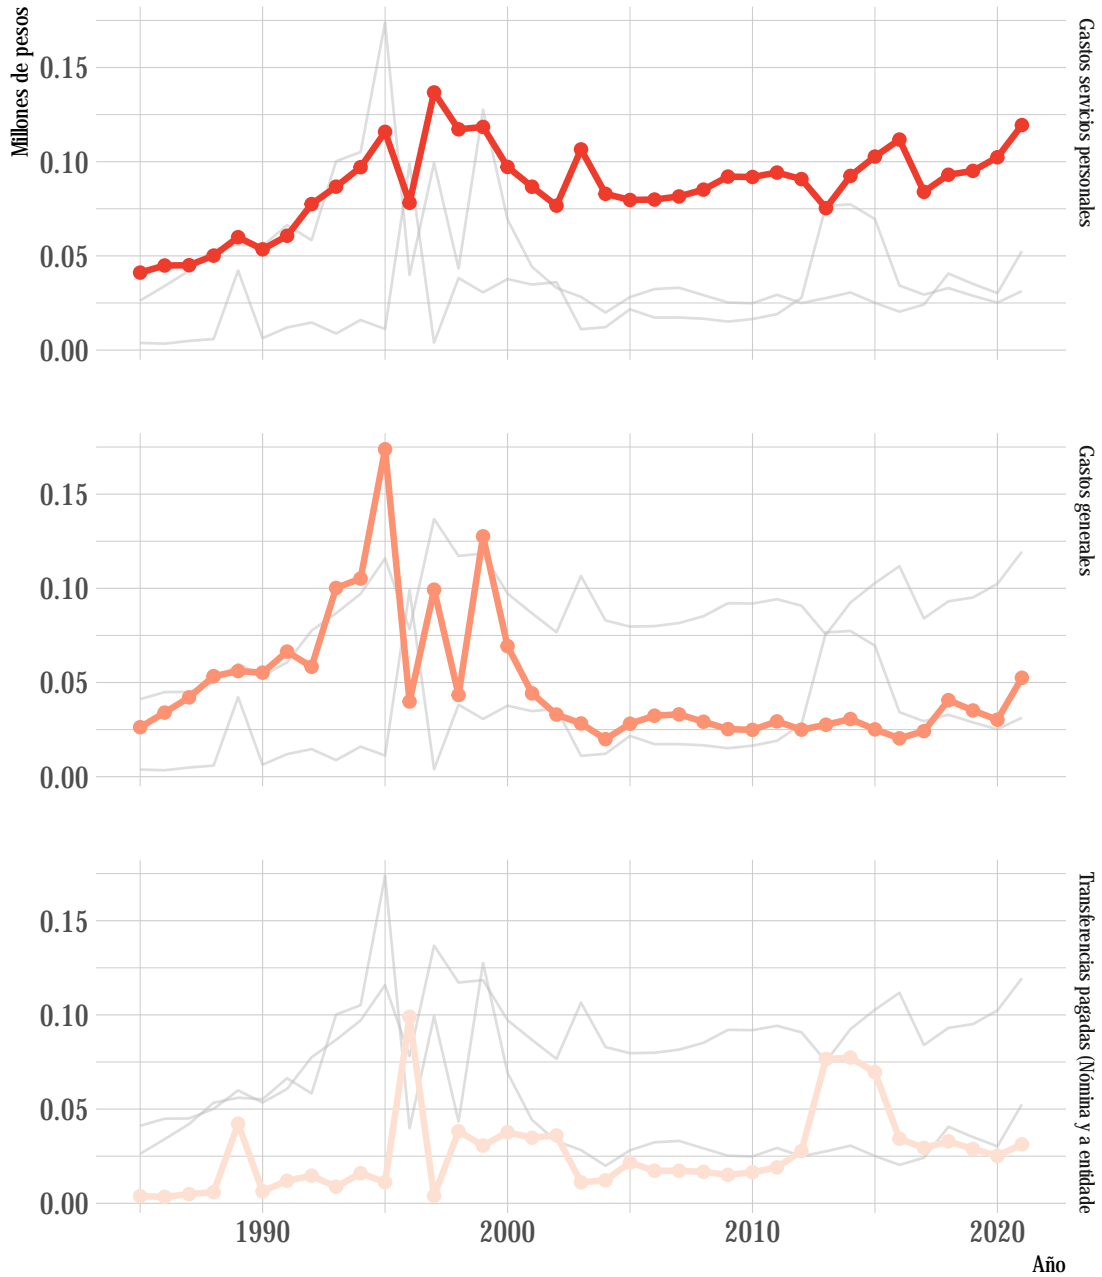 Millones de pesos
0.15
0.10
0.05
0.00
Gastos servicios personales
0.15
0.10
0.05
0.00
Gastos generales
0.15
0.10
0.05
0.00
Transferencias pagadas (Nómina y a entidade
1990 2000 2010 2020
Año